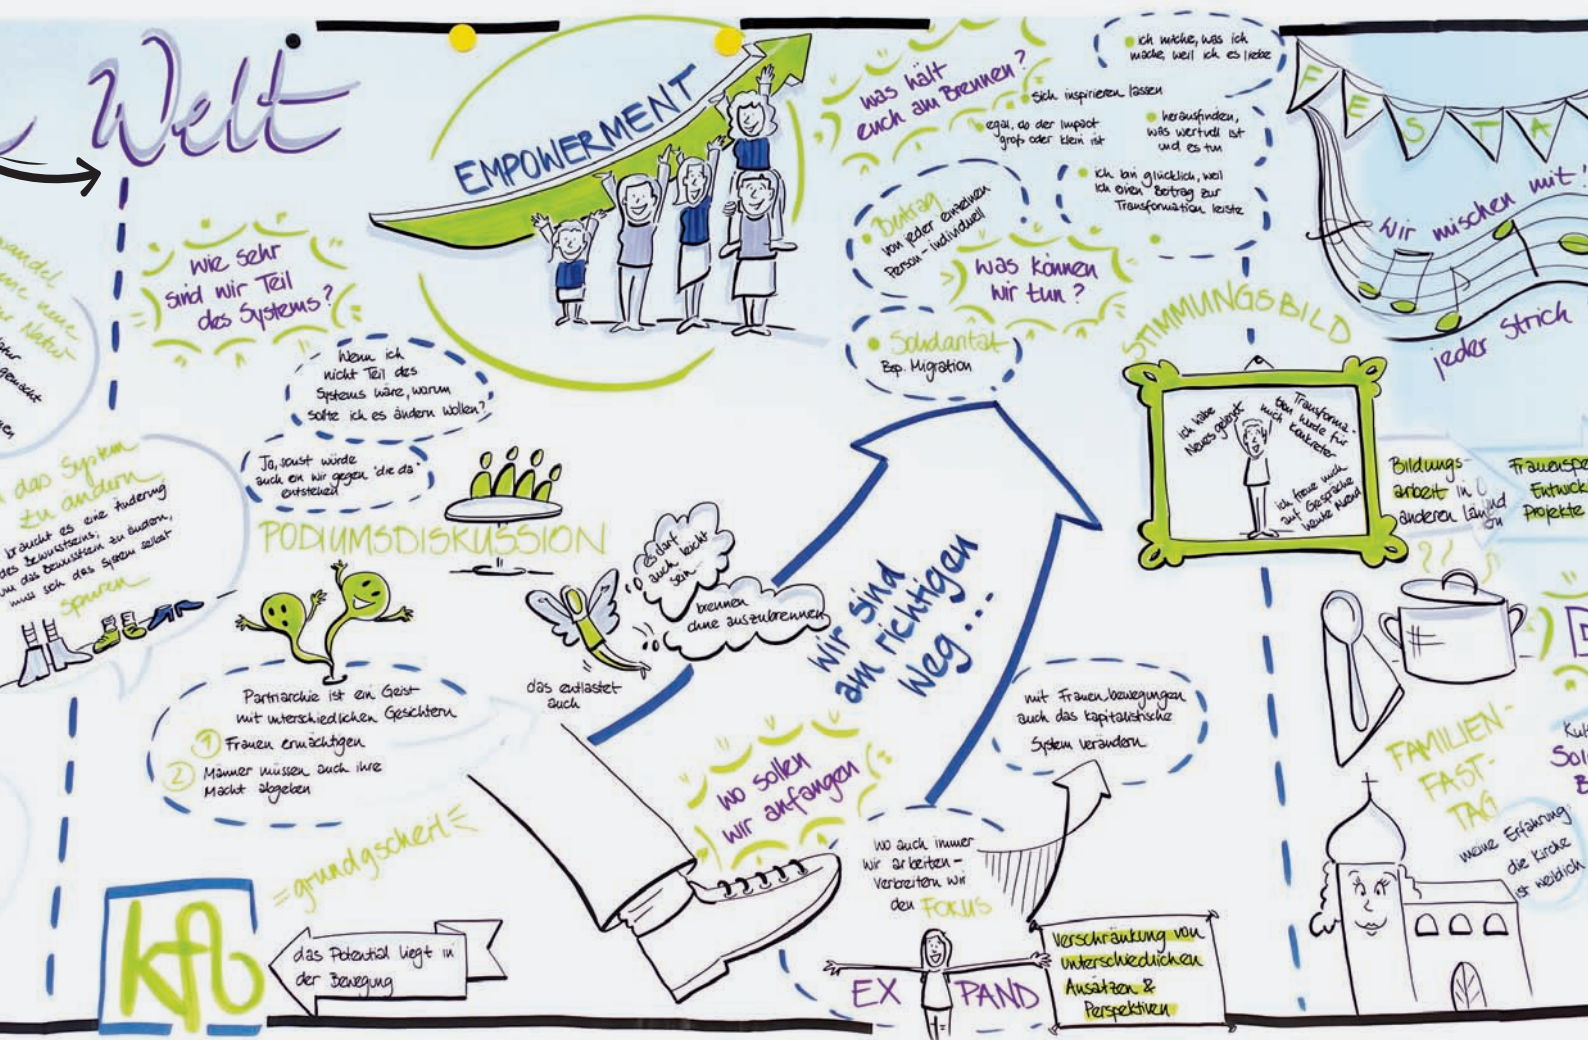 Welt
wandel
neue
Natur
gemacht
das System
zu ändern
braucht es eine Änderung
des Bewusstseins,
um das Bewusstsein zu ändern,
muss sich das System selbst
spüren
wie sehr
sind wir Teil
des Systems?
Wenn ich
nicht Teil des
Systems wäre, warum
sollte ich es ändern wollen?
Ja, sonst würde
auch ein wir gegen "die da"
entstehen
PODIUMSDISKUSSION
Partriarchie ist ein Geist
mit unterschiedlichen Gesichtern
1 Frauen ermächtigen
2 Männer müssen auch ihre
Macht abgeben
=grundgscheit=
kfb
das Potential liegt in
der Bewegung
EMPOWERMENT
es darf
auch leicht
sein...
brennen
ohne auszubrennen
das entlastet
auch
was hält
euch am Brennen?
ich mache, was ich
mache, weil ich es liebe
sich inspirieren lassen
egal, ob der Impact
groß oder klein ist
herausfinden,
was wertvoll ist
und es tun
ich bin glücklich, weil
ich einen Beitrag zur
Transformation leiste
Beitrag
von jeder einzelnen
Person - individuell
was können
wir tun?
Solidarität
Bsp. Migration
wir sind
am richtigen
Weg...
wo sollen
wir anfangen
wo auch immer
wir arbeiten -
verbreiten wir
den FOKUS
mit Frauenbewegungen
auch das kapitalistische
System verändern
EX PAND
Verschränkung von
unterschiedlichen
Ansätzen &
Perspektiven
STIMMUNGSBILD
ich habe
Neues gelernt
Transforma-
tion wurde für
mich konkreter
ich freue mich
auf Gespräche
heute Abend
FESTA
wir mischen mit!
jeder Strich
Bildungs-
arbeit in
anderen Ländern
Projekte
FAMILIEN-
FAST-
TAG
meine Erfahrung
die Kirche
ist weiblich